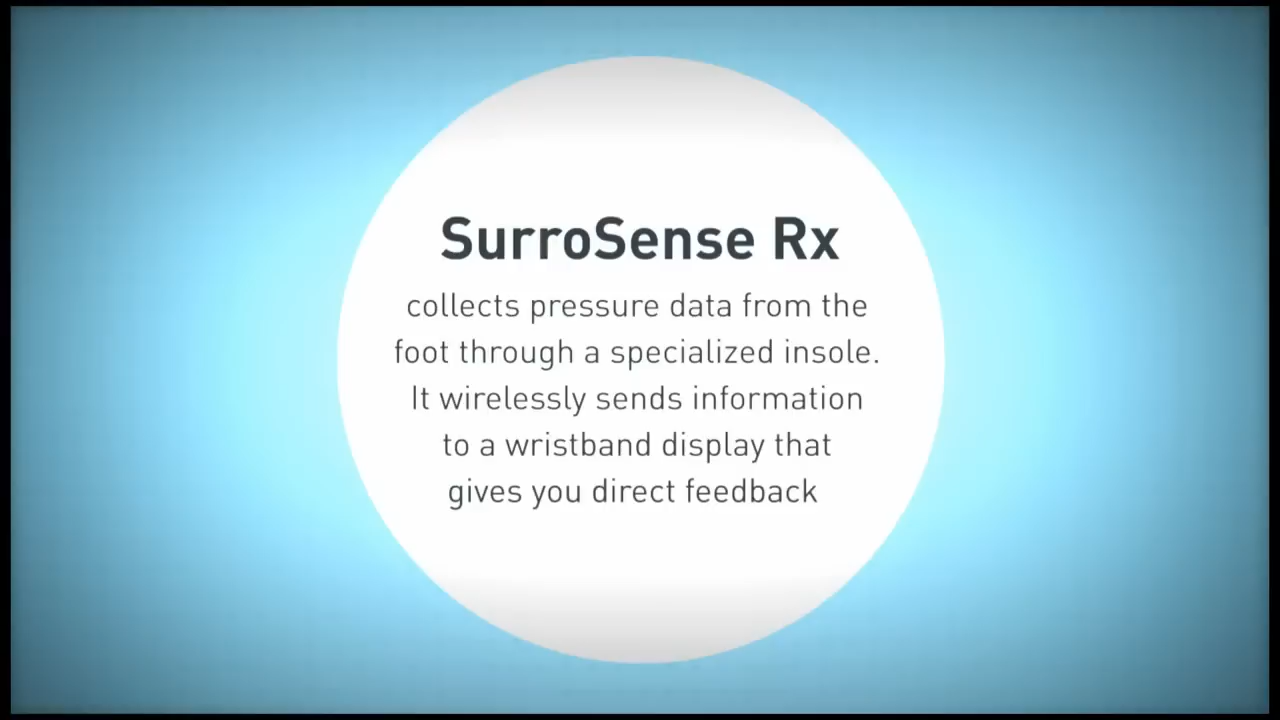 SurroSense Rx
collects pressure data from the
foot through a specialized insole.
It wirelessly sends information
to a wristband display that
gives you direct feedback